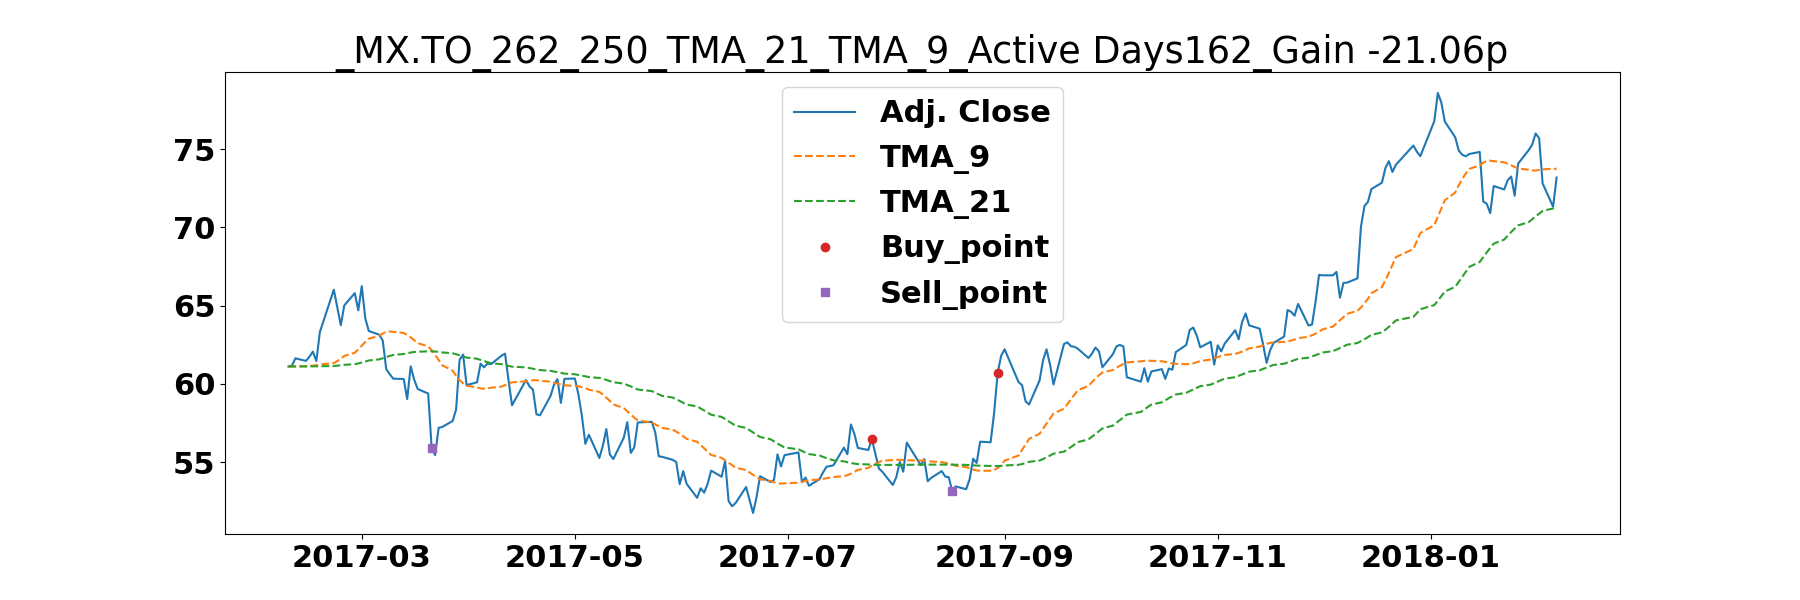 _MX.TO_262_250_TMA_21_TMA_9_Active Days162_Gain -21.06p
Adj. Close
TMA_9
TMA_21
Buy_point
Sell_point
75
70
65
60
55
2017-03 2017-05 2017-07 2017-09 2017-11 2018-01